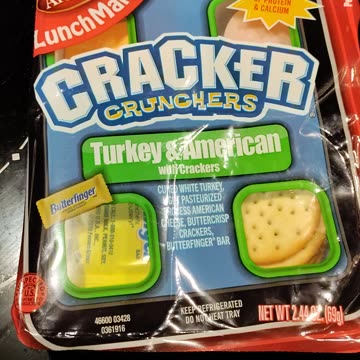 LunchMa
PROTEIN
& CALCIUM
CRACKER
CRUNCHERS
Turkey & American
with Crackers
Butterfinger
CURED WHITE TURKEY,
PASTEURIZED
PROCESS AMERICAN
CHEESE, BUTTERCRISP
CRACKERS,
BUTTERFINGER® BAR
46600 03428
0361916
KEEP REFRIGERATED
DO NOT HEAT TRAY
NET WT 2.44 OZ (69g)